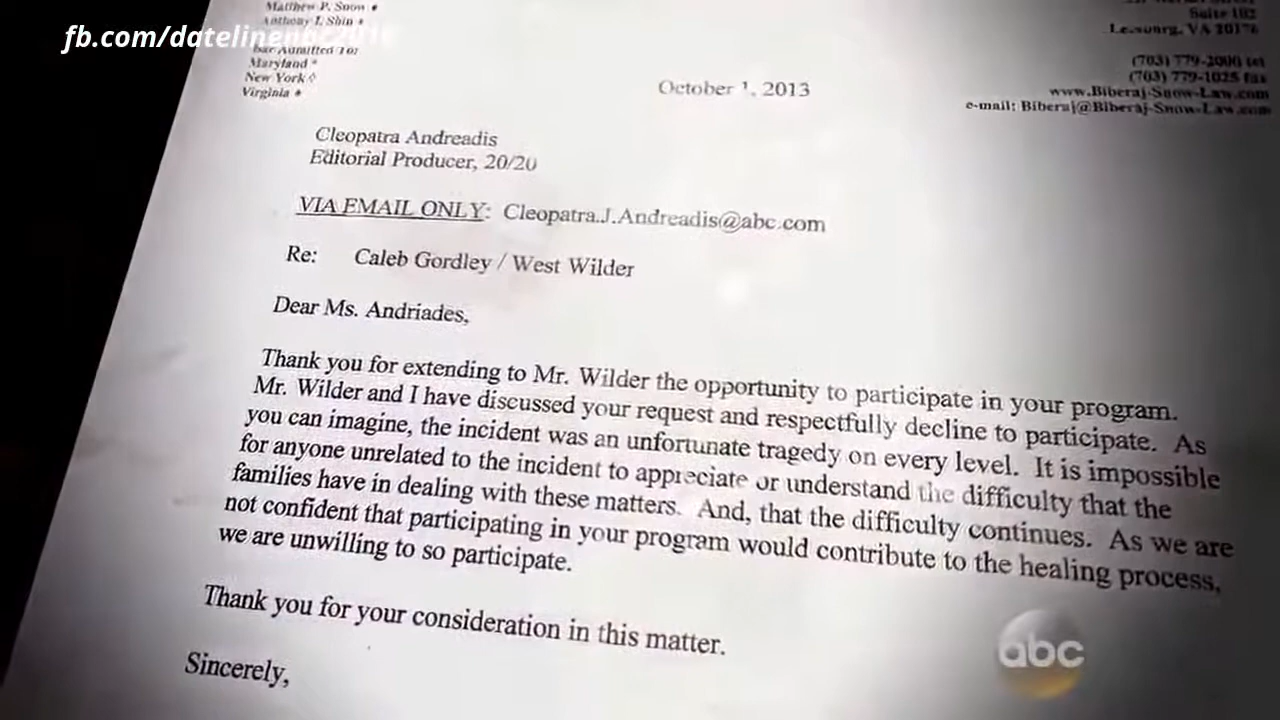 Matthew P. Snow
Anthony I. Shin
fb.com/datelinenbc201
Bar Admitted To:
Maryland *
New York ◊
Virginia +
Suite 102
VA 20176
(703) 779-2000 tel
(703) 779-1025 fax
www.Biberaj-Snow-Law.com
e-mail: Biberaj@Biberaj-Snow-Law.com
October 1, 2013
Cleopatra Andreadis
Editorial Producer, 20/20
VIA EMAIL ONLY: Cleopatra.J.Andreadis@abc.com
Re: Caleb Gordley / West Wilder
Dear Ms. Andriades,
Thank you for extending to Mr. Wilder the opportunity to participate in your program.
Mr. Wilder and I have discussed your request and respectfully decline to participate. As
you can imagine, the incident was an unfortunate tragedy on every level. It is impossible
for anyone unrelated to the incident to appreciate or understand the difficulty that the
families have in dealing with these matters. And, that the difficulty continues. As we are
not confident that participating in your program would contribute to the healing process,
we are unwilling to so participate.
Thank you for your consideration in this matter.
Sincerely,
abc